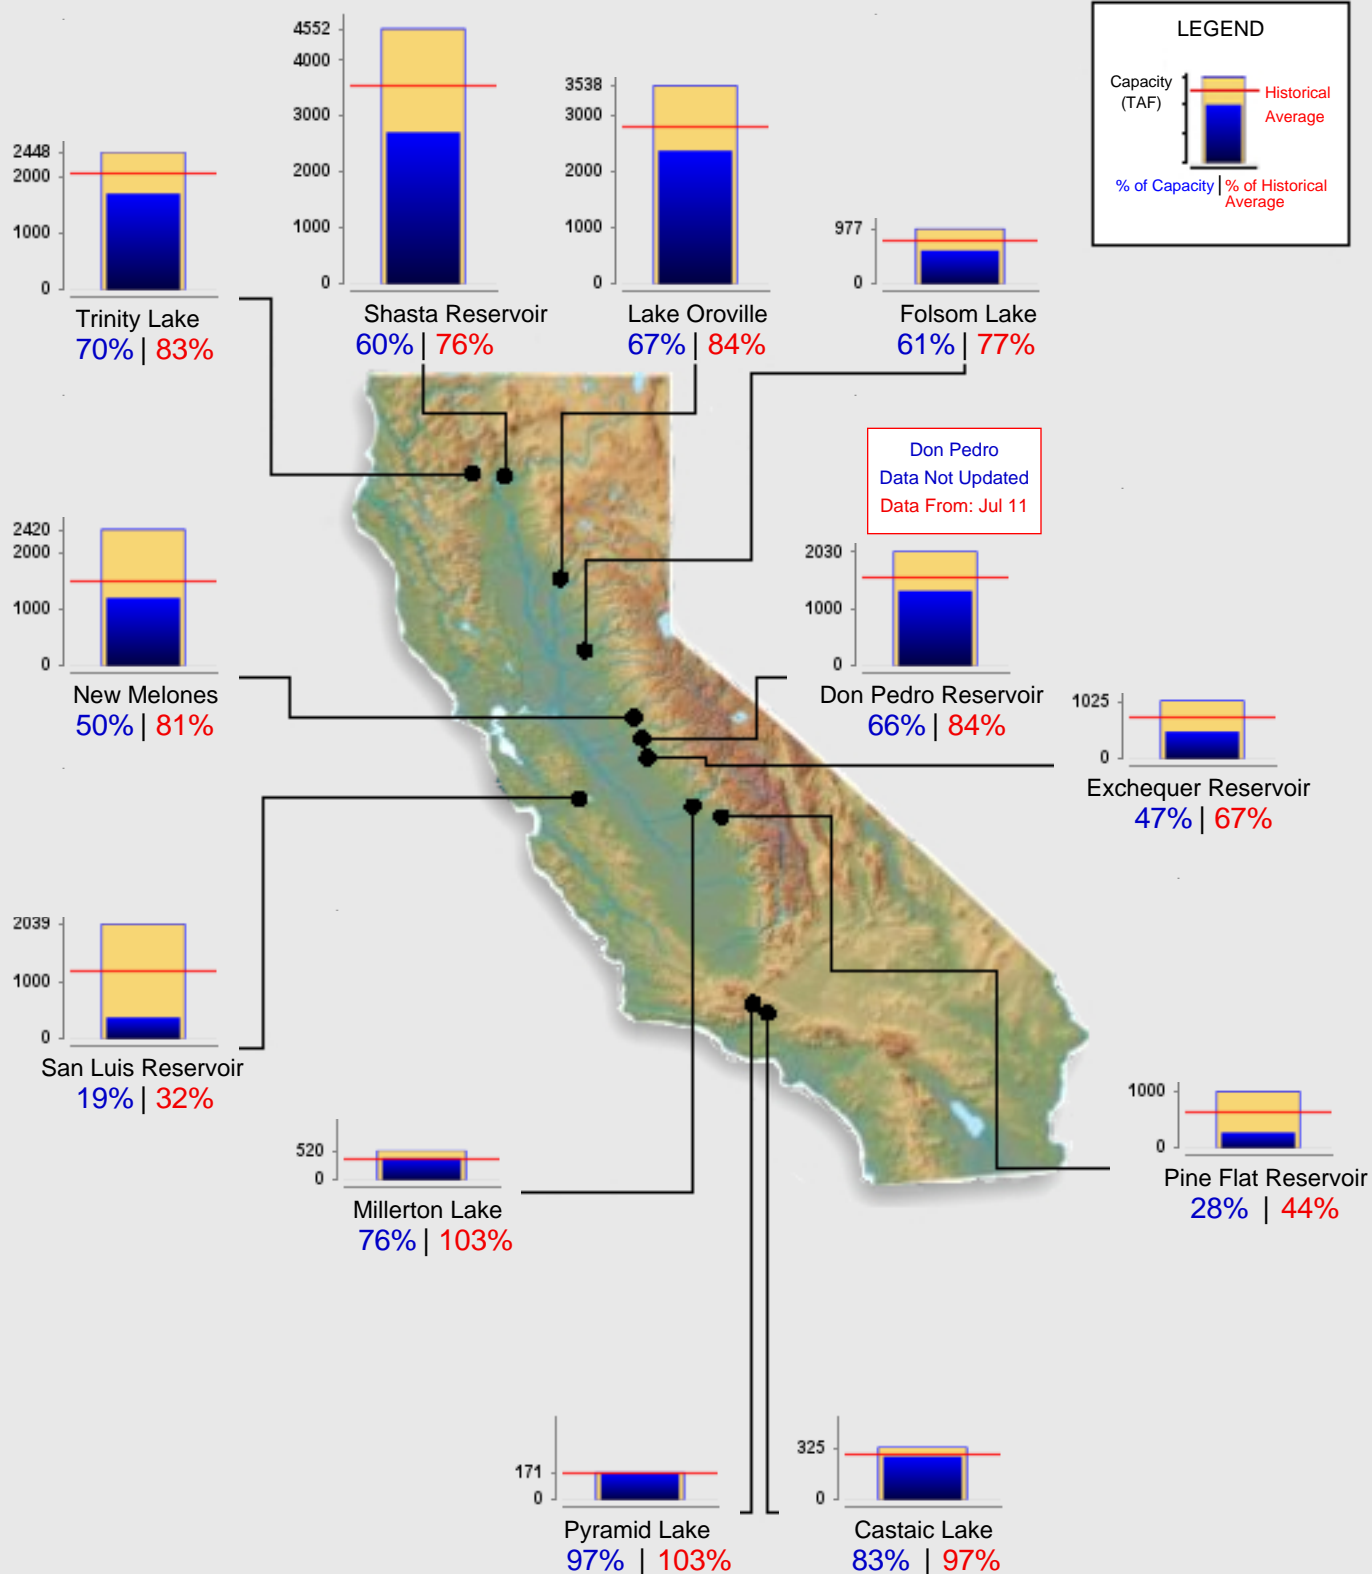 LEGEND
Capacity
(TAF)
Historical
Average
% of Capacity | % of Historical
Average
2448
2000
1000
0
Trinity Lake
70% | 83%
4552
4000
3000
2000
1000
0
Shasta Reservoir
60% | 76%
3538
3000
2000
1000
0
Lake Oroville
67% | 84%
977
0
Folsom Lake
61% | 77%
Don Pedro
Data Not Updated
Data From: Jul 11
2420
2000
1000
0
New Melones
50% | 81%
2030
1000
0
Don Pedro Reservoir
66% | 84%
1025
0
Exchequer Reservoir
47% | 67%
2039
1000
0
San Luis Reservoir
19% | 32%
520
0
Millerton Lake
76% | 103%
1000
0
Pine Flat Reservoir
28% | 44%
171
0
Pyramid Lake
97% | 103%
325
0
Castaic Lake
83% | 97%